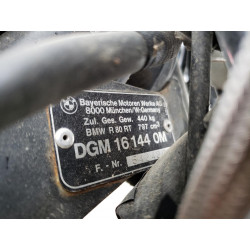 Bayerische Motoren Werke AG
8000 München/W-Germany
Zul. Ges. Gew. 440 kg
BMW R 80 RT 797 cm³
DGM 16144 OM
F. - Nr.